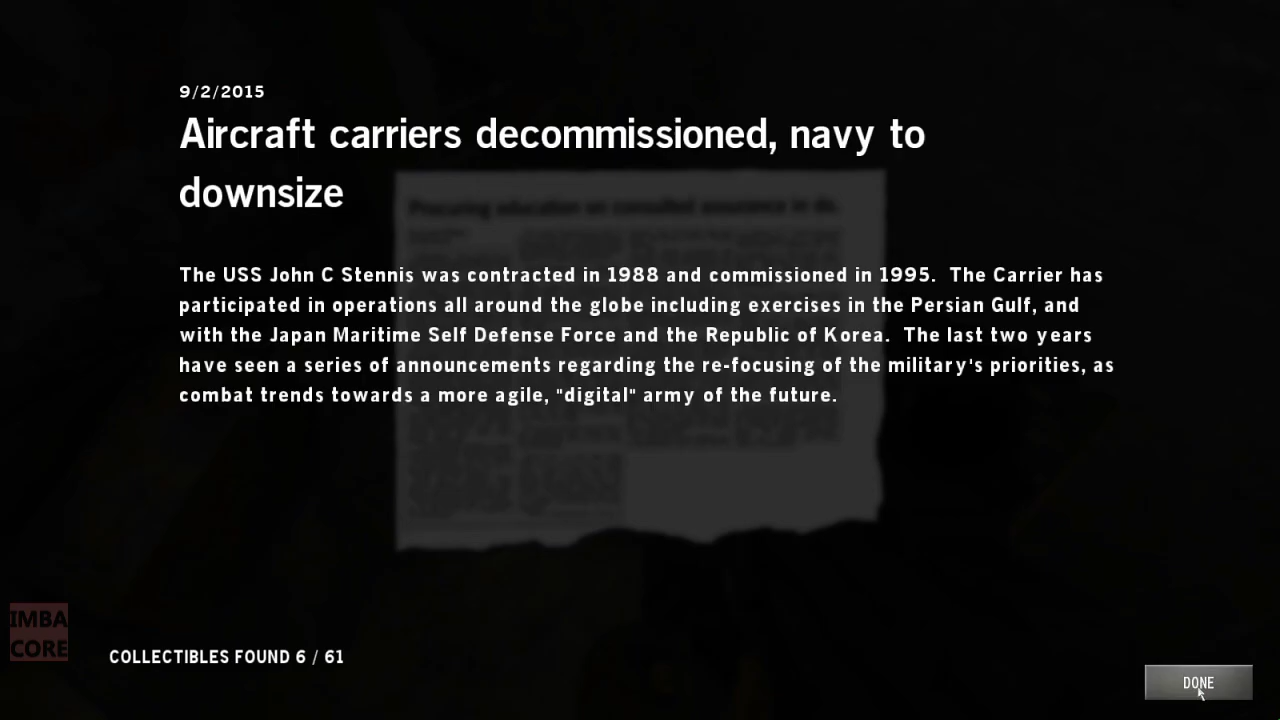 9/2/2015
Aircraft carriers decommissioned, navy to
downsize
The USS John C Stennis was contracted in 1988 and commissioned in 1995.  The Carrier has
participated in operations all around the globe including exercises in the Persian Gulf, and
with the Japan Maritime Self Defense Force and the Republic of Korea.  The last two years
have seen a series of announcements regarding the re-focusing of the military's priorities, as
combat trends towards a more agile, "digital" army of the future.
IMBA
CORE
COLLECTIBLES FOUND 6 / 61
DONE